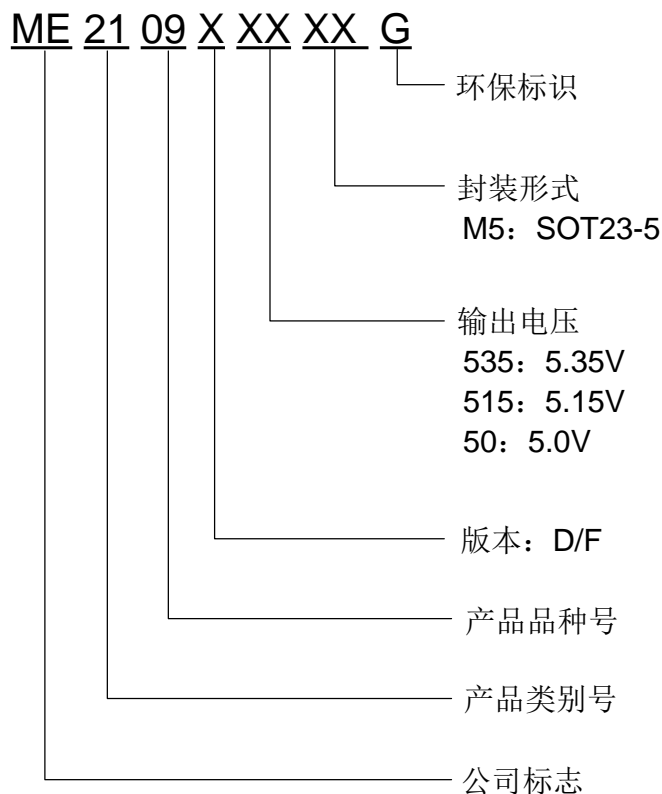 ME 21 09 X XX XX G
环保标识
封装形式
M5：SOT23-5
输出电压
535：5.35V
515：5.15V
50：5.0V
版本：D/F
产品品种号
产品类别号
公司标志